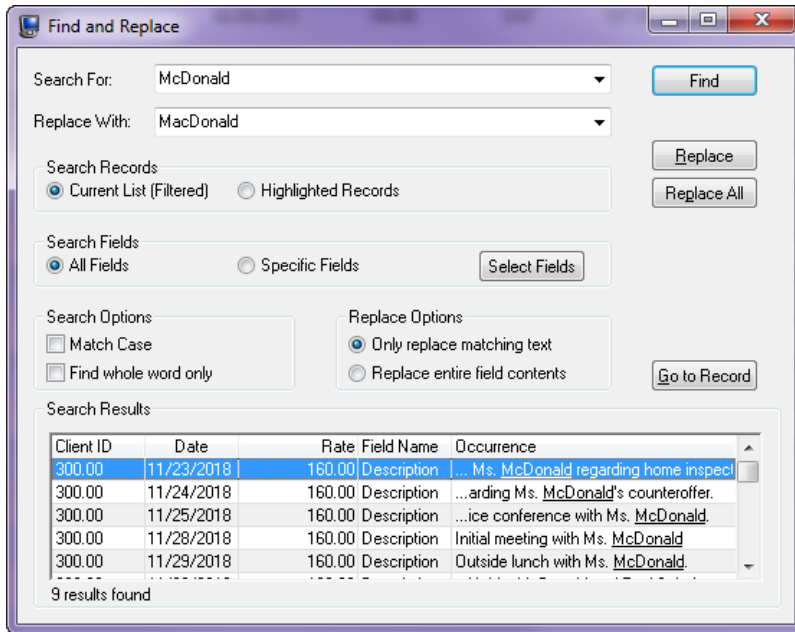 Find and Replace
Search For: McDonald Find
Replace With: MacDonald
Replace
Search Records
Current List (Filtered) Highlighted Records Replace All
Search Fields
All Fields Specific Fields Select Fields
Search Options Replace Options
Match Case Only replace matching text
Find whole word only Replace entire field contents Go to Record
Search Results
Client ID Date Rate Field Name Occurrence
300.00 11/23/2018 160.00 Description ... Ms. McDonald regarding home inspect
300.00 11/24/2018 160.00 Description ...arding Ms. McDonald's counteroffer.
300.00 11/25/2018 160.00 Description ...ice conference with Ms. McDonald.
300.00 11/28/2018 160.00 Description Initial meeting with Ms. McDonald
300.00 11/29/2018 160.00 Description Outside lunch with Ms. McDonald.
9 results found